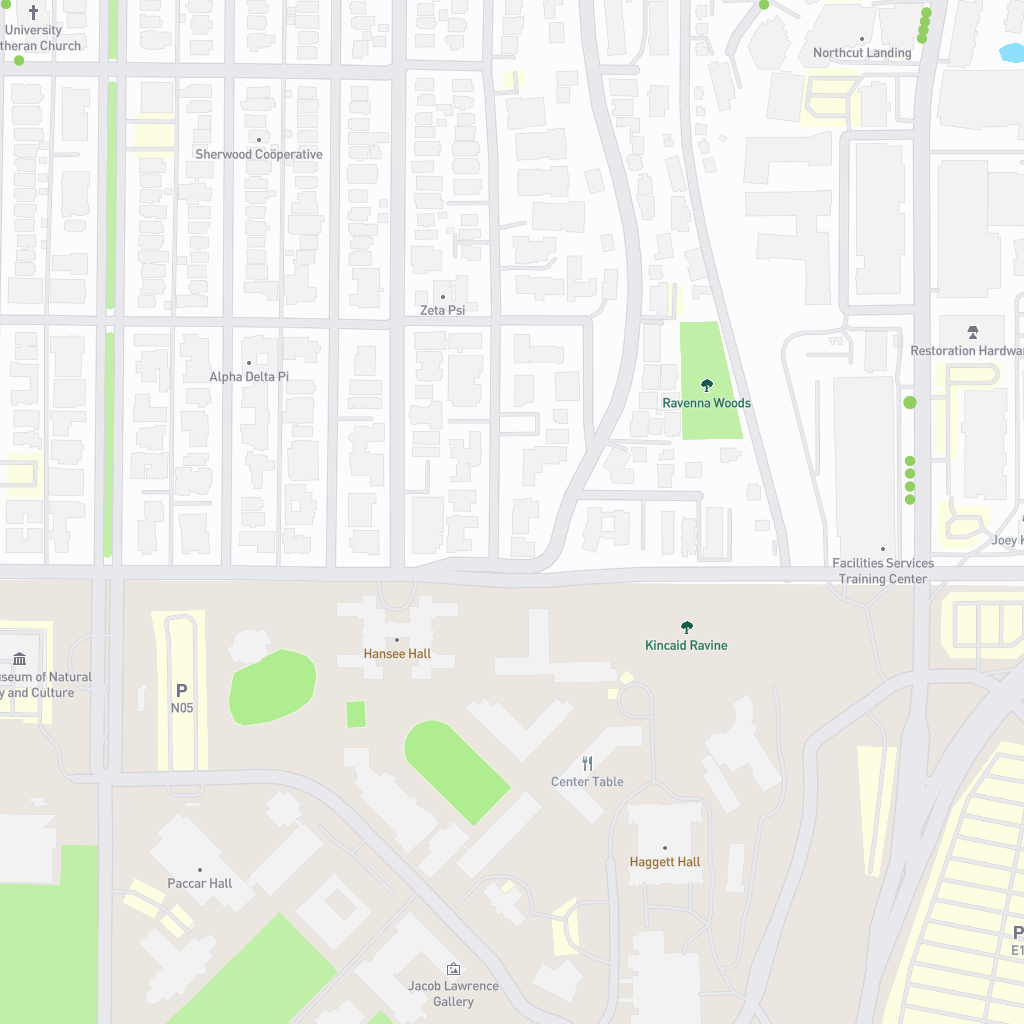 University
theran Church
Northcut Landing
Sherwood Coöperative
Zeta Psi
Restoration Hardwar
Alpha Delta Pi
Ravenna Woods
Joey K
Facilities Services
Training Center
Kincaid Ravine
Hansee Hall
useum of Natural
y and Culture
P
N05
Center Table
Haggett Hall
Paccar Hall
P
E1
Jacob Lawrence
Gallery